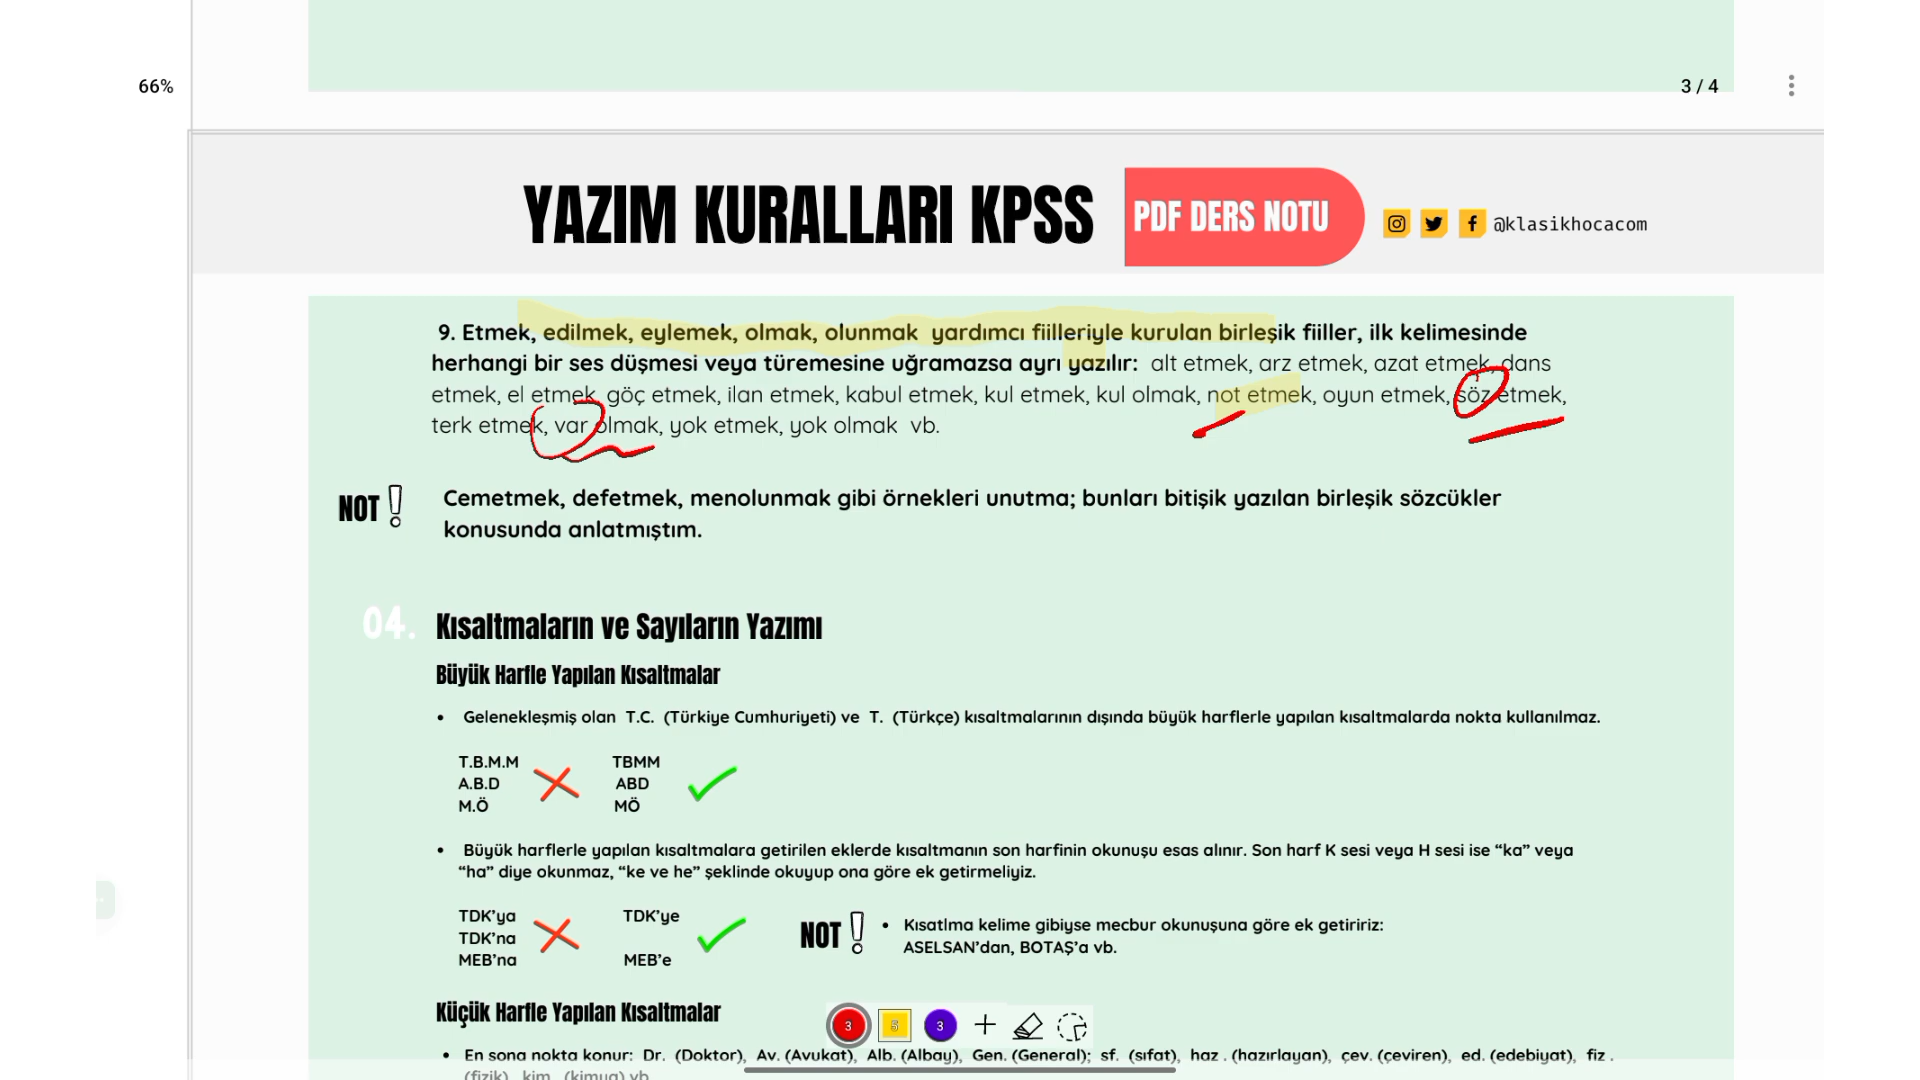 66%
3 / 4
YAZIM KURALLARI KPSS
PDF DERS NOTU
@klasikhocacom
9. Etmek, edilmek, eylemek, olmak, olunmak yardımcı fiilleriyle kurulan birleşik fiiller, ilk kelimesinde
herhangi bir ses düşmesi veya türemesine uğramazsa ayrı yazılır: alt etmek, arz etmek, azat etmek, dans
etmek, el etmek, göç etmek, ilan etmek, kabul etmek, kul etmek, kul olmak, not etmek, oyun etmek, söz etmek,
terk etmek, var olmak, yok etmek, yok olmak vb.
NOT !
Cemetmek, defetmek, menolunmak gibi örnekleri unutma; bunları bitişik yazılan birleşik sözcükler
konusunda anlatmıştım.
04. Kısaltmaların ve Sayıların Yazımı
Büyük Harfle Yapılan Kısaltmalar
• Gelenekleşmiş olan T.C. (Türkiye Cumhuriyeti) ve T. (Türkçe) kısaltmalarının dışında büyük harflerle yapılan kısaltmalarda nokta kullanılmaz.
T.B.M.M TBMM
A.B.D ABD
M.Ö MÖ
• Büyük harflerle yapılan kısaltmalara getirilen eklerde kısaltmanın son harfinin okunuşu esas alınır. Son harf K sesi veya H sesi ise “ka” veya
“ha” diye okunmaz, “ke ve he” şeklinde okuyup ona göre ek getirmeliyiz.
TDK’ya TDK’ye
TDK’na
MEB’na MEB’e
NOT !
• Kısatlma kelime gibiyse mecbur okunuşuna göre ek getiririz:
ASELSAN’dan, BOTAŞ’a vb.
Küçük Harfle Yapılan Kısaltmalar
3 5 3
• En sona nokta konur: Dr. (Doktor), Av. (Avukat), Alb. (Albay), Gen. (General); sf. (sıfat), haz . (hazırlayan), çev. (çeviren), ed. (edebiyat), fiz .
(fizik), kim. (kimya) vb.